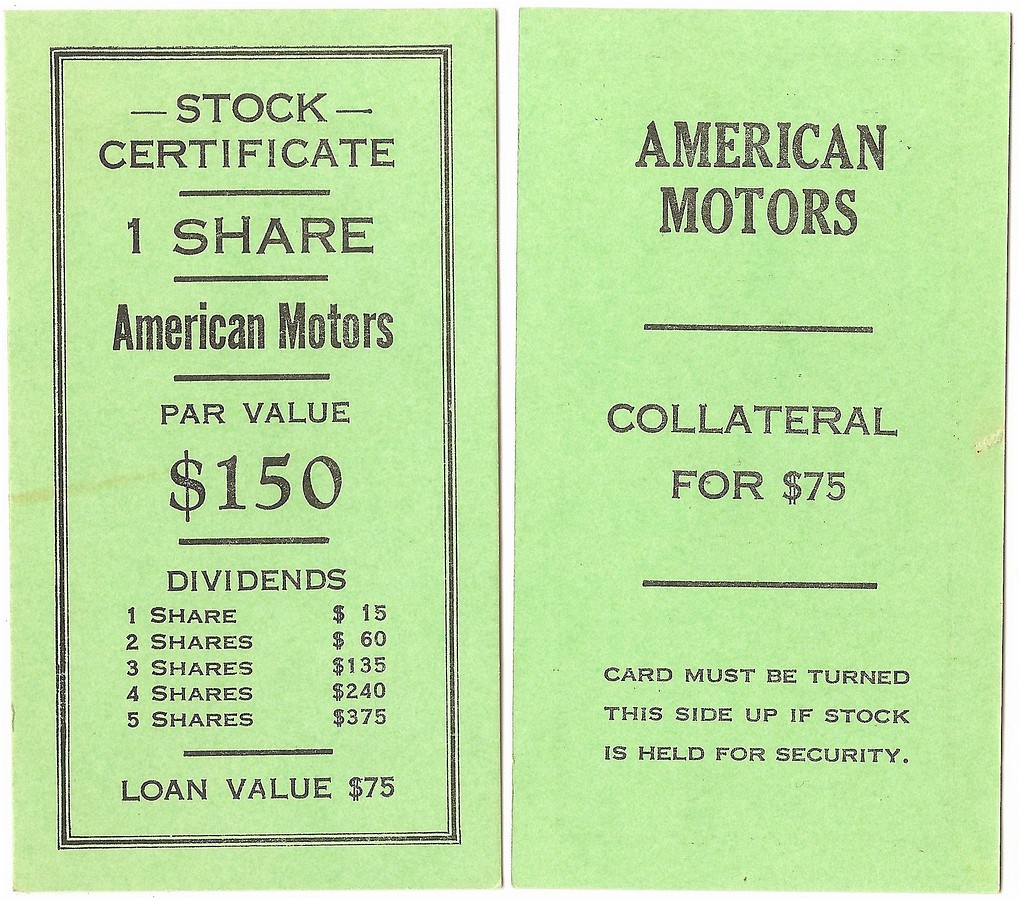 — STOCK —
CERTIFICATE
1 SHARE
American Motors
PAR VALUE
$150
DIVIDENDS
1 SHARE $ 15
2 SHARES $ 60
3 SHARES $135
4 SHARES $240
5 SHARES $375
LOAN VALUE $75
AMERICAN
MOTORS
COLLATERAL
FOR $75
CARD MUST BE TURNED
THIS SIDE UP IF STOCK
IS HELD FOR SECURITY.